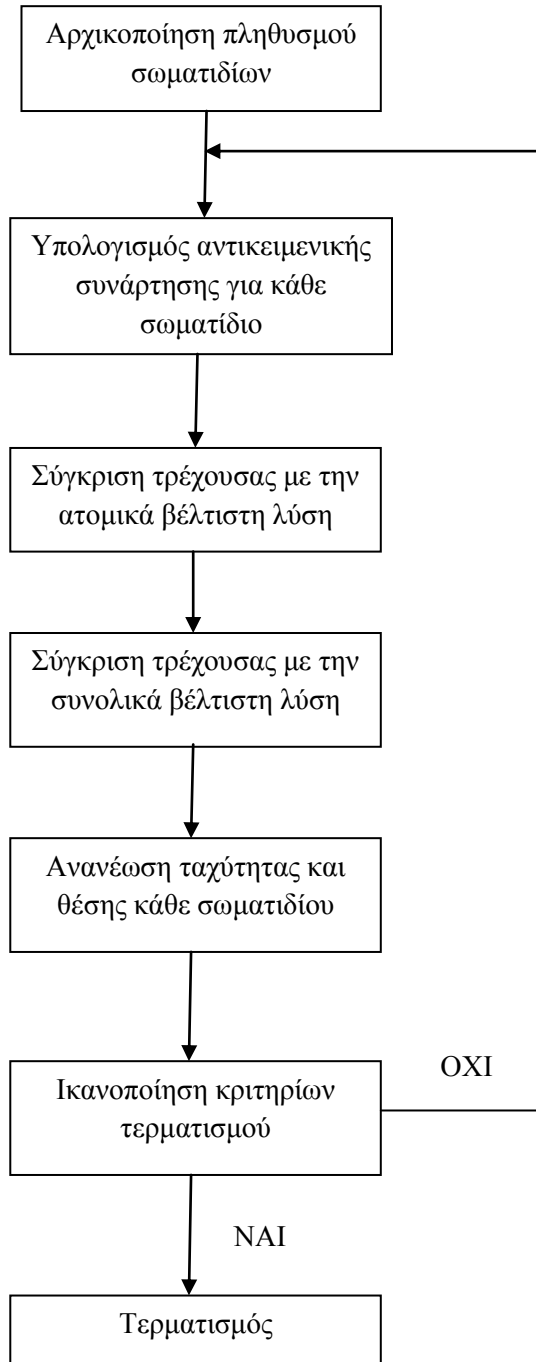 Αρχικοποίηση πληθυσμού
σωματιδίων
Υπολογισμός αντικειμενικής
συνάρτησης για κάθε
σωματίδιο
Σύγκριση τρέχουσας με την
ατομικά βέλτιστη λύση
Σύγκριση τρέχουσας με την
συνολικά βέλτιστη λύση
Ανανέωση ταχύτητας και
θέσης κάθε σωματιδίου
Ικανοποίηση κριτηρίων
τερματισμού
ΟΧΙ
ΝΑΙ
Τερματισμός